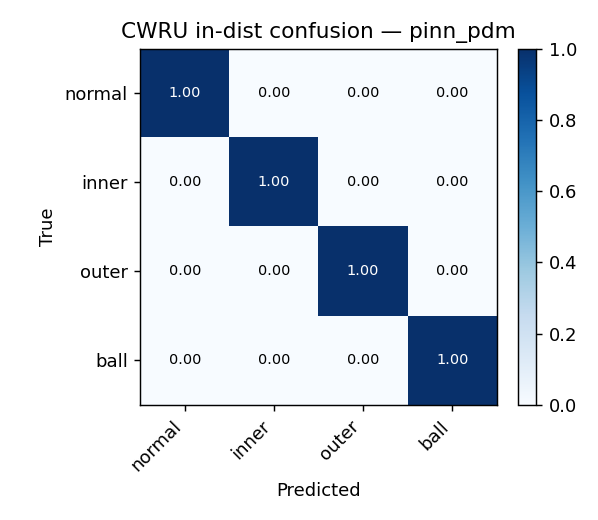 CWRU in-dist confusion — pinn_pdm
normal 1.00 0.00 0.00 0.00
inner 0.00 1.00 0.00 0.00
outer 0.00 0.00 1.00 0.00
ball 0.00 0.00 0.00 1.00
normal inner outer ball
Predicted
True
1.0
0.8
0.6
0.4
0.2
0.0